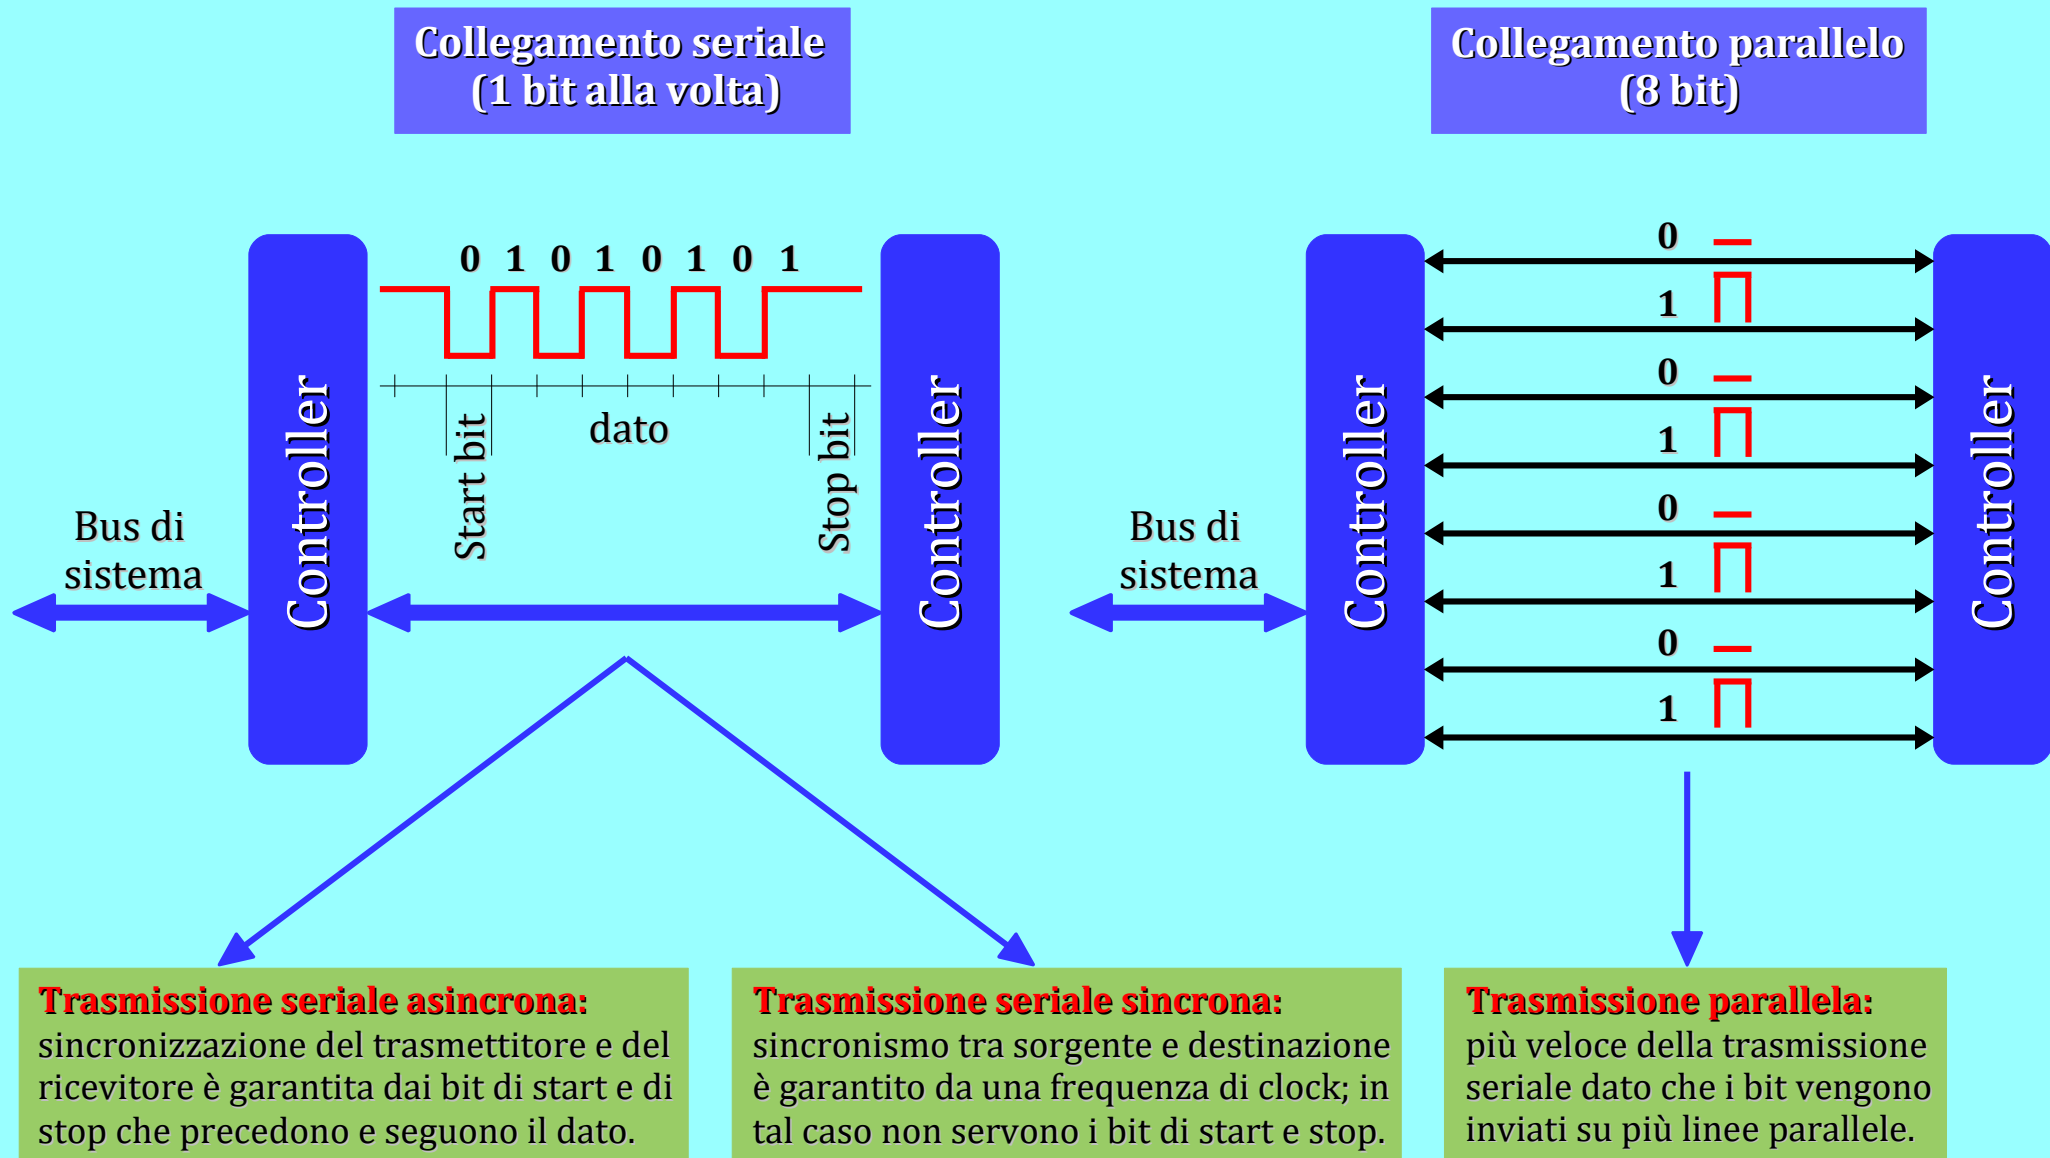 Collegamento seriale
(1 bit alla volta)
Collegamento parallelo
(8 bit)
0 1 0 1 0 1 0 1
Controller
Start bit
dato
Stop bit
Controller
Bus di
sistema
Bus di
sistema
Controller
0
1
0
1
0
1
0
1
Controller
Trasmissione seriale asincrona:
sincronizzazione del trasmettitore e del
ricevitore è garantita dai bit di start e di
stop che precedono e seguono il dato.
Trasmissione seriale sincrona:
sincronismo tra sorgente e destinazione
è garantito da una frequenza di clock; in
tal caso non servono i bit di start e stop.
Trasmissione parallela:
più veloce della trasmissione
seriale dato che i bit vengono
inviati su più linee parallele.